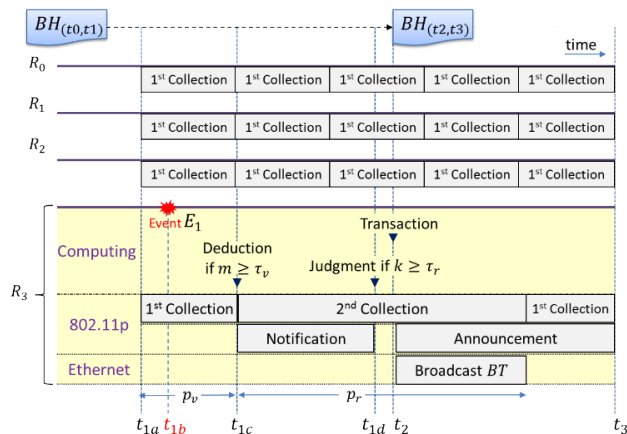 BH(t0,t1) BH(t2,t3)
time
R0
1st Collection 1st Collection 1st Collection 1st Collection 1st Collection
R1
1st Collection 1st Collection 1st Collection 1st Collection 1st Collection
R2
1st Collection 1st Collection 1st Collection 1st Collection 1st Collection
Event E1
Transaction
Computing
Deduction
if m ≥ τv
Judgment if k ≥ τr
R3
1st Collection 2nd Collection 1st Collection
802.11p
Notification Announcement
Ethernet Broadcast BT
pv pr
t1a t1b t1c t1d t2 t3